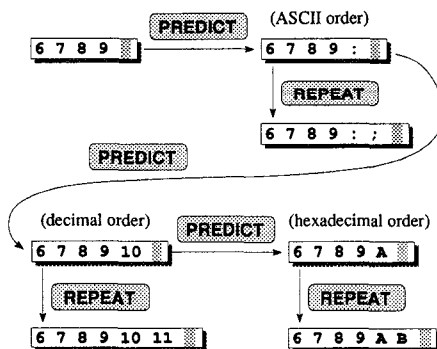 PREDICT
(ASCII order)
6 7 8 9
6 7 8 9 :
REPEAT
6 7 8 9 : ;
PREDICT
(decimal order)
PREDICT
(hexadecimal order)
6 7 8 9 10
6 7 8 9 A
REPEAT
REPEAT
6 7 8 9 10 11
6 7 8 9 A B